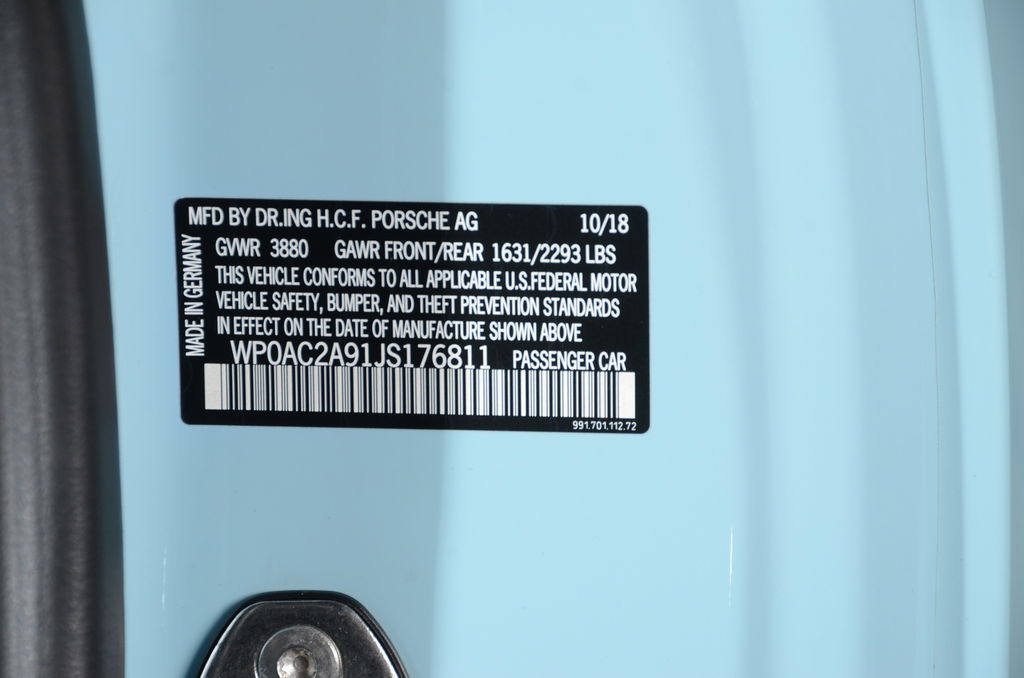 MFD BY DR.ING H.C.F. PORSCHE AG 10/18
MADE IN GERMANY
GVWR 3880 GAWR FRONT/REAR 1631/2293 LBS
THIS VEHICLE CONFORMS TO ALL APPLICABLE U.S.FEDERAL MOTOR
VEHICLE SAFETY, BUMPER, AND THEFT PREVENTION STANDARDS
IN EFFECT ON THE DATE OF MANUFACTURE SHOWN ABOVE
WP0AC2A91JS176811 PASSENGER CAR
991.701.112.72